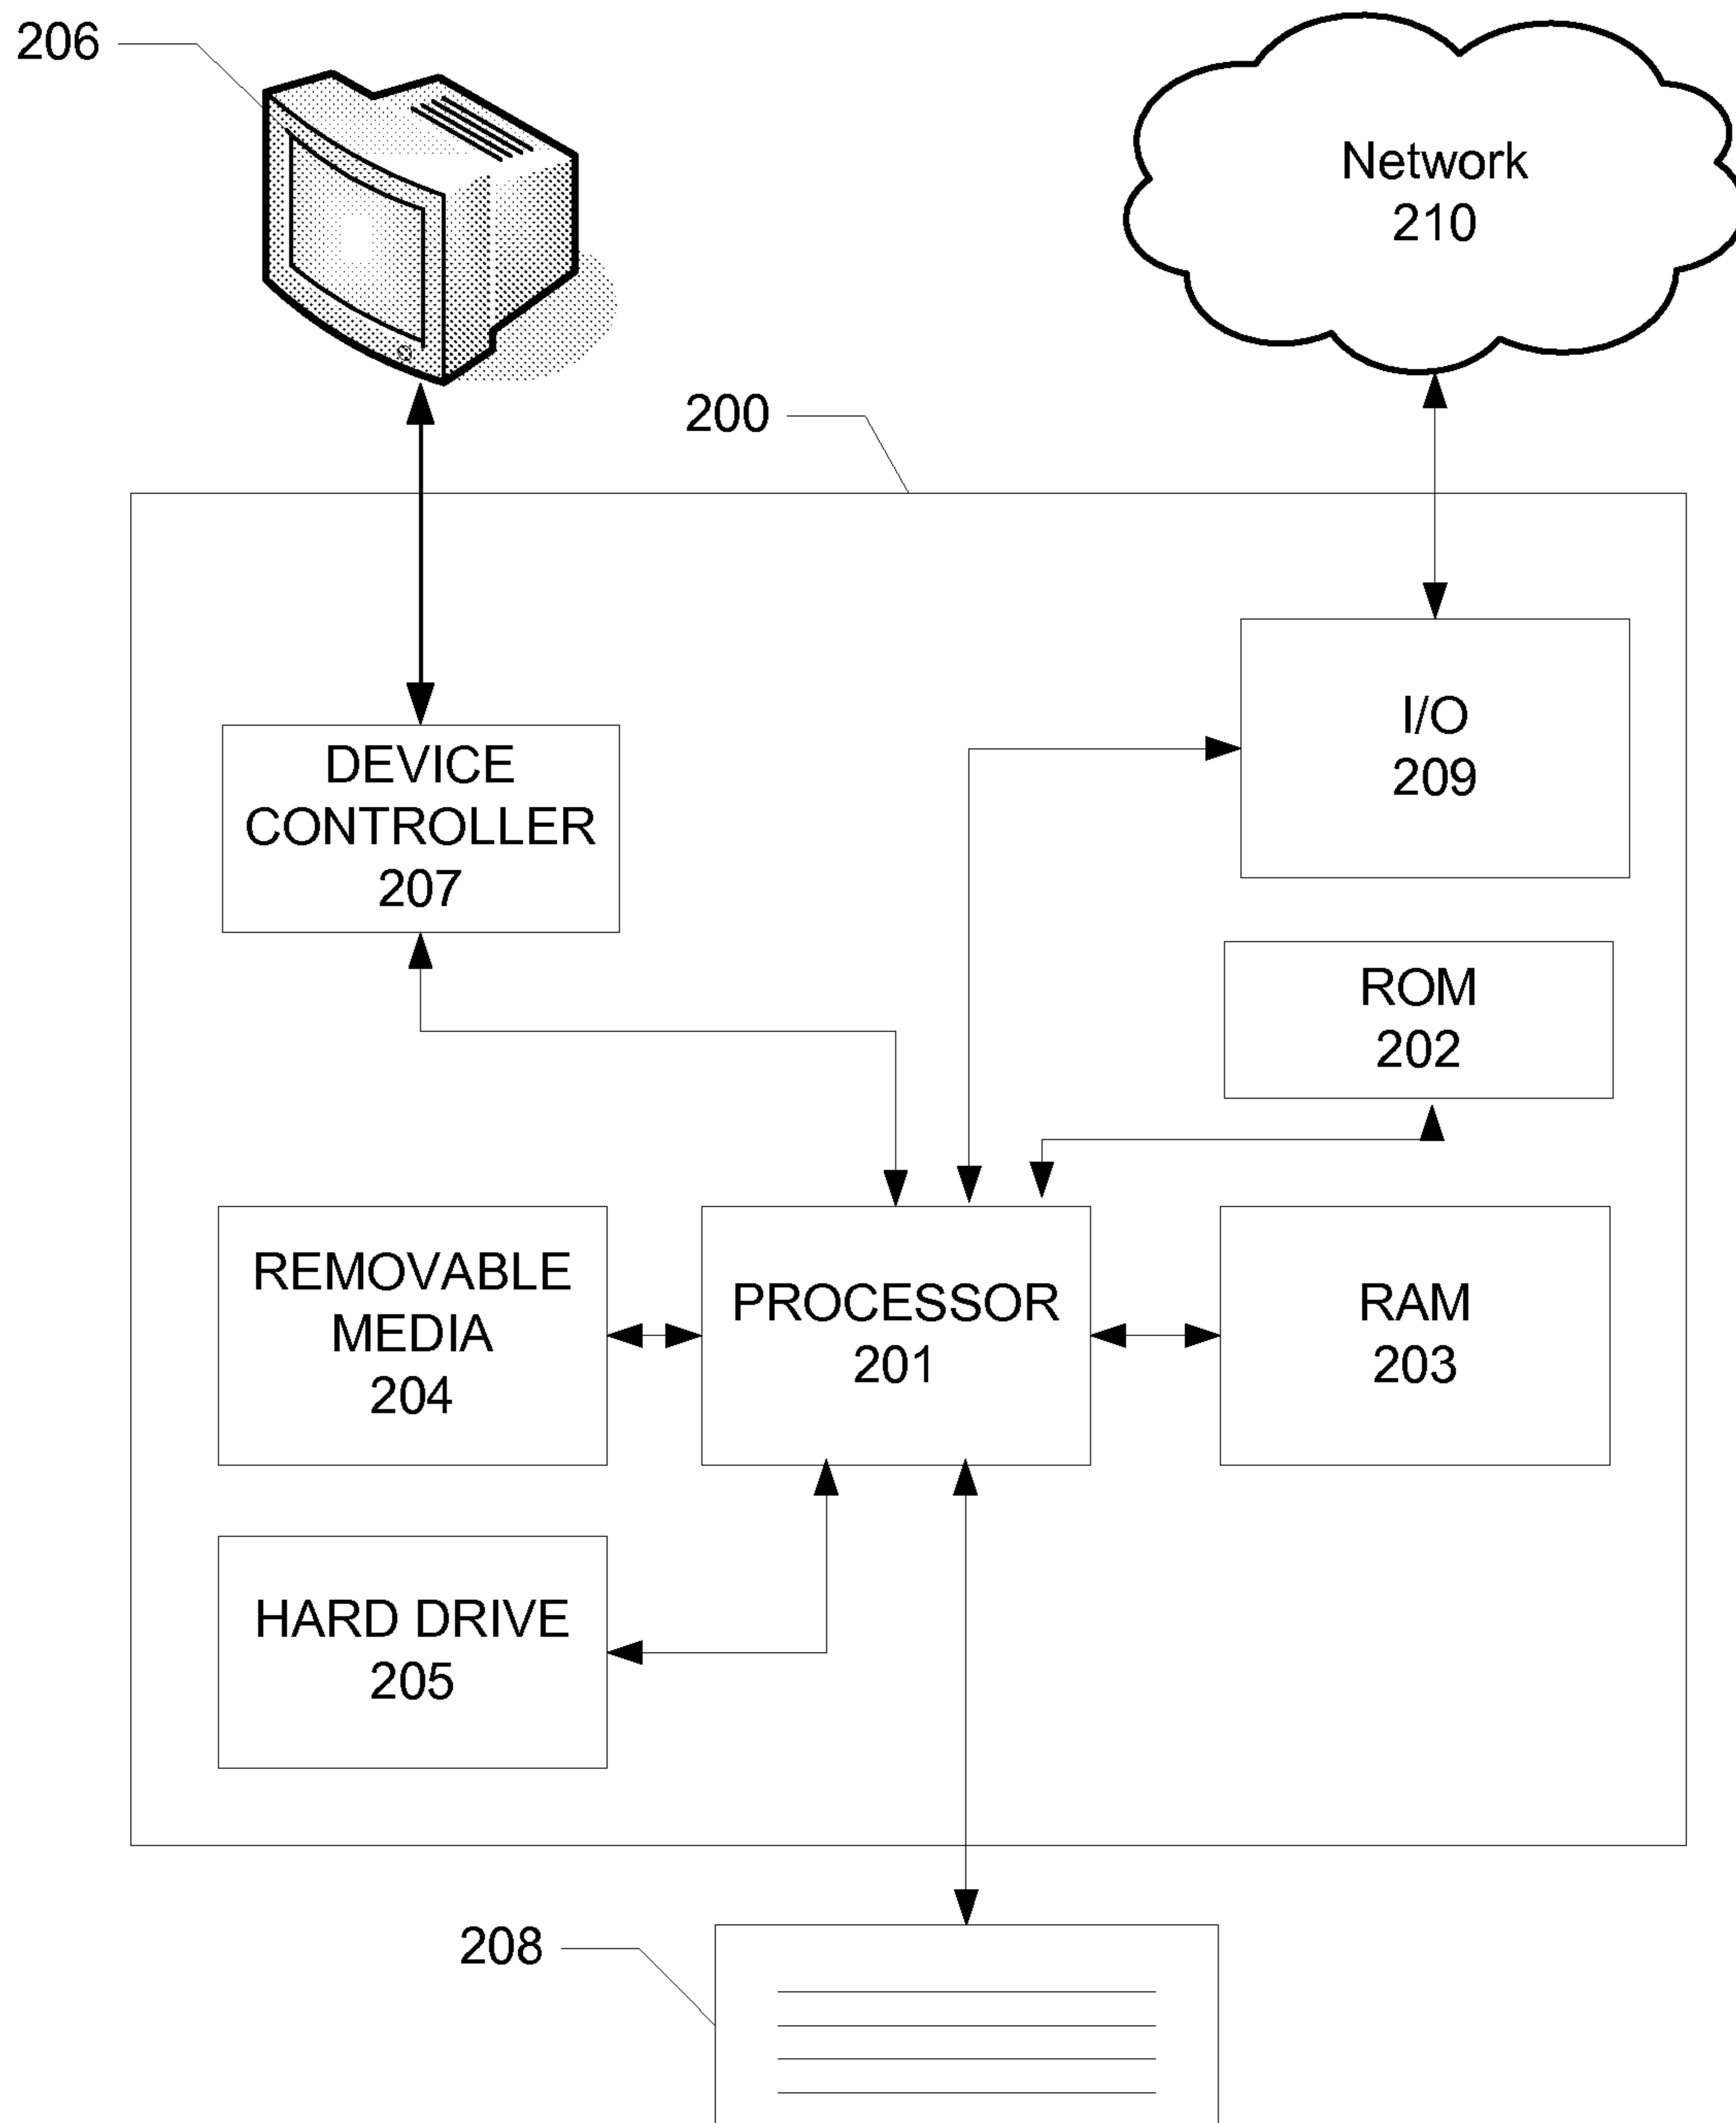 206
Network
210
200
I/O
209
DEVICE
CONTROLLER
207
ROM
202
REMOVABLE
MEDIA
204
PROCESSOR
201
RAM
203
HARD DRIVE
205
208